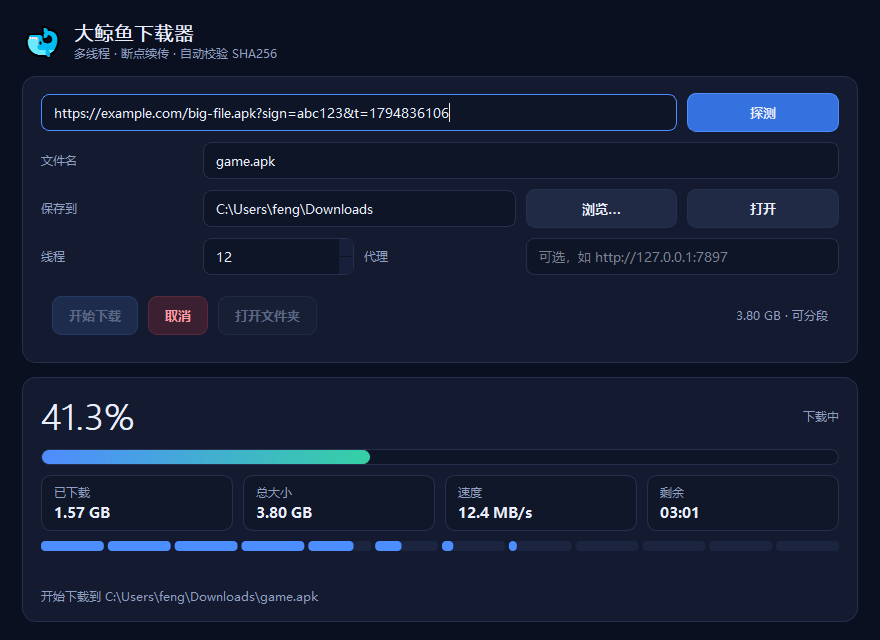 大鲸鱼下载器
多线程 · 断点续传 · 自动校验 SHA256
https://example.com/big-file.apk?sign=abc123&t=1794836106
探测
文件名
game.apk
保存到
C:\Users\feng\Downloads
浏览...
打开
线程
12
代理
可选，如 http://127.0.0.1:7897
开始下载
取消
打开文件夹
3.80 GB · 可分段
41.3%
下载中
已下载
1.57 GB
总大小
3.80 GB
速度
12.4 MB/s
剩余
03:01
开始下载到 C:\Users\feng\Downloads\game.apk